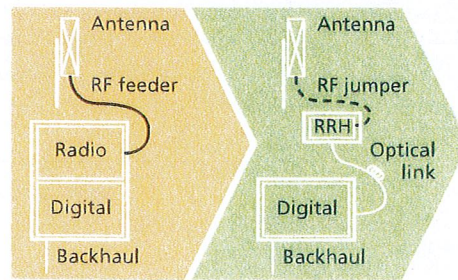 Antenna
RF feeder
Radio
Digital
Backhaul
Antenna
RF jumper
RRH
Optical
link
Digital
Backhaul